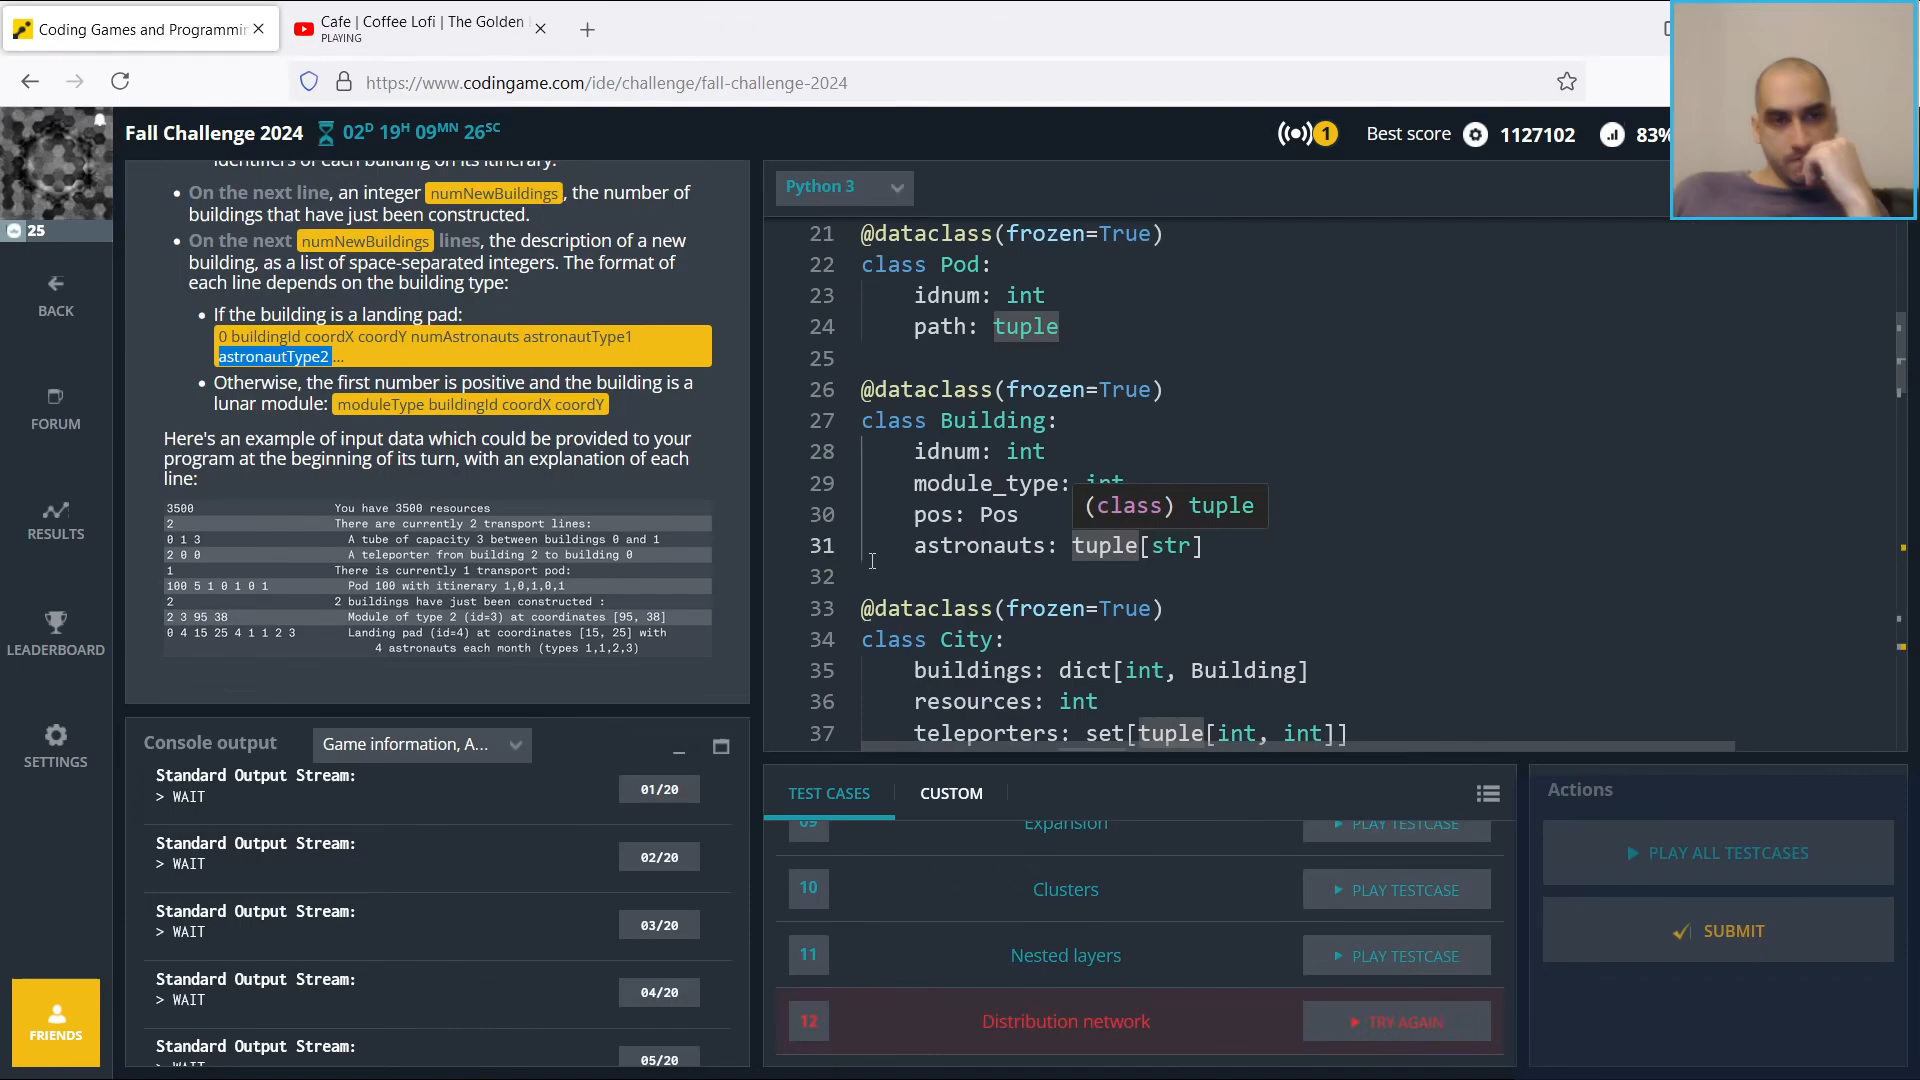 Coding Games and Programmin
Cafe | Coffee Lofi | The Golden
PLAYING
https://www.codingame.com/ide/challenge/fall-challenge-2024
Fall Challenge 2024 02D 19H 09MN 26SC
1 Best score 1127102 83%
25
BACK
FORUM
RESULTS
LEADERBOARD
SETTINGS
FRIENDS
identifiers of each building on its itinerary.
On the next line, an integer numNewBuildings, the number of
buildings that have just been constructed.
On the next numNewBuildings lines, the description of a new
building, as a list of space-separated integers. The format of
each line depends on the building type:
If the building is a landing pad:
0 buildingId coordX coordY numAstronauts astronautType1
astronautType2 ...
Otherwise, the first number is positive and the building is a
lunar module: moduleType buildingId coordX coordY
Here's an example of input data which could be provided to your
program at the beginning of its turn, with an explanation of each
line:
3500 You have 3500 resources
2 There are currently 2 transport lines:
0 1 3 A tube of capacity 3 between buildings 0 and 1
2 0 0 A teleporter from building 2 to building 0
1 There is currently 1 transport pod:
100 5 1 0 1 0 1 Pod 100 with itinerary 1,0,1,0,1
2 2 buildings have just been constructed :
2 3 95 38 Module of type 2 (id=3) at coordinates [95, 38]
0 4 15 25 4 1 1 2 3 Landing pad (id=4) at coordinates [15, 25] with
4 astronauts each month (types 1,1,2,3)
Console output Game information, A...
Standard Output Stream:
> WAIT
01/20
Standard Output Stream:
> WAIT
02/20
Standard Output Stream:
> WAIT
03/20
Standard Output Stream:
> WAIT
04/20
Standard Output Stream:
> WAIT
05/20
Python 3
21 @dataclass(frozen=True)
22 class Pod:
23 idnum: int
24 path: tuple
25
26 @dataclass(frozen=True)
27 class Building:
28 idnum: int
29 module_type: int
30 pos: Pos
31 astronauts: tuple[str]
32
33 @dataclass(frozen=True)
34 class City:
35 buildings: dict[int, Building]
36 resources: int
37 teleporters: set[tuple[int, int]]
(class) tuple
TEST CASES CUSTOM
09 Expansion PLAY TESTCASE
10 Clusters PLAY TESTCASE
11 Nested layers PLAY TESTCASE
12 Distribution network TRY AGAIN
Actions
PLAY ALL TESTCASES
SUBMIT